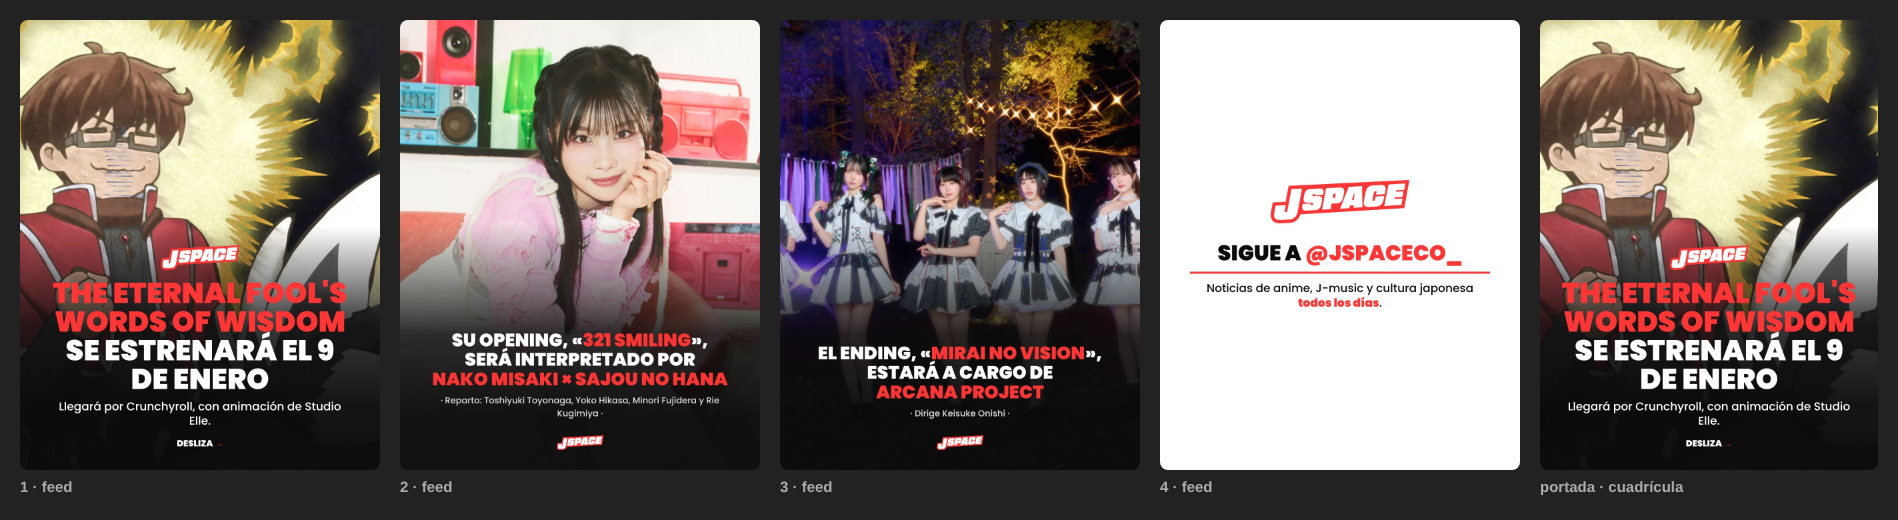 JSPACE
THE ETERNAL FOOL'S
WORDS OF WISDOM
SE ESTRENARÁ EL 9
DE ENERO
Llegará por Crunchyroll, con animación de Studio
Elle.
DESLIZA →
1 · feed
SU OPENING, «321 SMILING»,
SERÁ INTERPRETADO POR
NAKO MISAKI × SAJOU NO HANA
· Reparto: Toshiyuki Toyonaga, Yoko Hikasa, Minori Fujidera y Rie
Kugimiya ·
JSPACE
2 · feed
EL ENDING, «MIRAI NO VISION»,
ESTARÁ A CARGO DE
ARCANA PROJECT
· Dirige Keisuke Onishi ·
JSPACE
3 · feed
JSPACE
SIGUE A @JSPACECO_
Noticias de anime, J-music y cultura japonesa
todos los días.
4 · feed
JSPACE
THE ETERNAL FOOL'S
WORDS OF WISDOM
SE ESTRENARÁ EL 9
DE ENERO
Llegará por Crunchyroll, con animación de Studio
Elle.
DESLIZA →
portada · cuadrícula